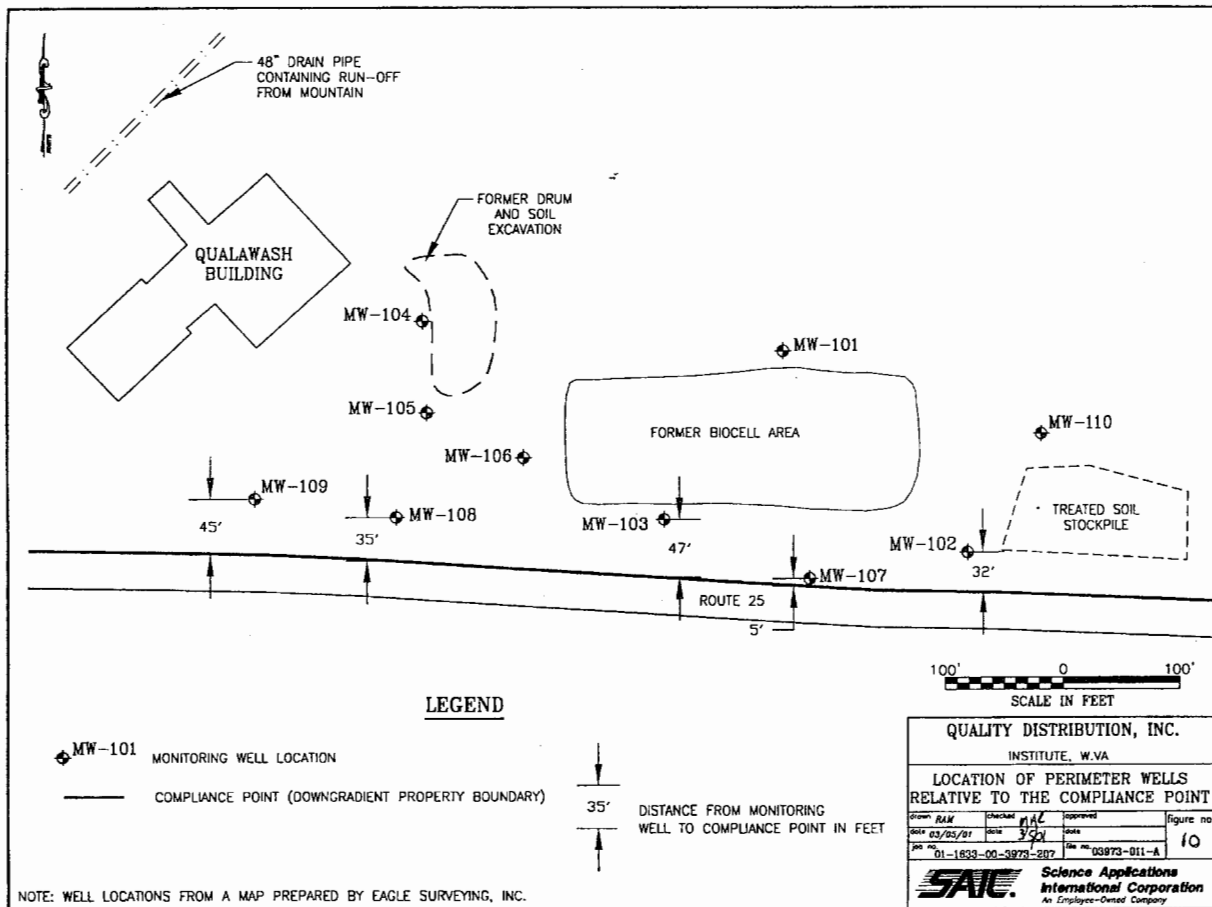 48" DRAIN PIPE
CONTAINING RUN-OFF
FROM MOUNTAIN
FORMER DRUM
AND SOIL
EXCAVATION
QUALAWASH
BUILDING
MW-104
MW-101
MW-105
FORMER BIOCELL AREA
MW-110
MW-106
MW-109
MW-108
MW-103
TREATED SOIL
STOCKPILE
45'
35'
47'
MW-102
32'
MW-107
ROUTE 25
5'
100' 0 100'
SCALE IN FEET
LEGEND
MW-101 MONITORING WELL LOCATION
COMPLIANCE POINT (DOWNGRADIENT PROPERTY BOUNDARY)
35'
DISTANCE FROM MONITORING
WELL TO COMPLIANCE POINT IN FEET
NOTE: WELL LOCATIONS FROM A MAP PREPARED BY EAGLE SURVEYING, INC.
QUALITY DISTRIBUTION, INC.
INSTITUTE, W.VA
LOCATION OF PERIMETER WELLS
RELATIVE TO THE COMPLIANCE POINT
drawn RAM checked approved figure no
date 03/05/01 date date 10
job no. 01-1633-00-3973-207 file no. 03973-011-A
SAIC. Science Applications
International Corporation
An Employee-Owned Company